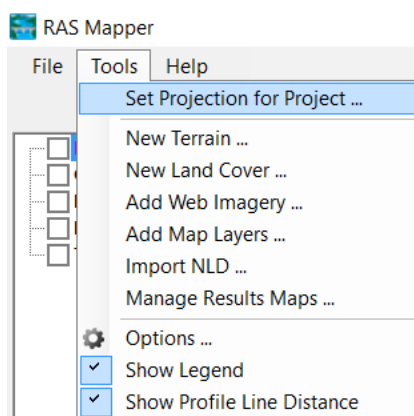 RAS Mapper
File Tools Help
Set Projection for Project ...
New Terrain ...
New Land Cover ...
Add Web Imagery ...
Add Map Layers ...
Import NLD ...
Manage Results Maps ...
Options ...
Show Legend
Show Profile Line Distance